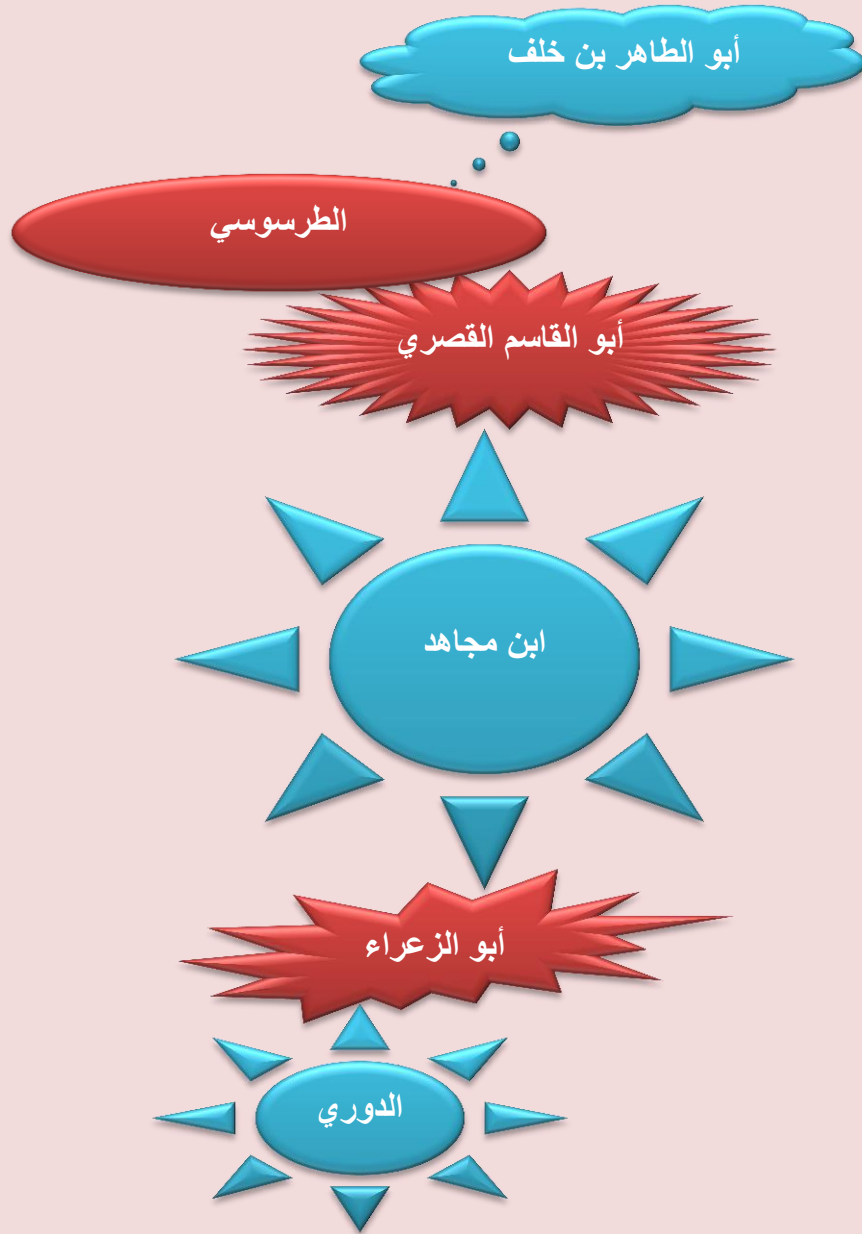 أبو الطاهر بن خلف
الطرسوسي
أبو القاسم القصري
ابن مجاهد
أبو الزعراء
الدوري